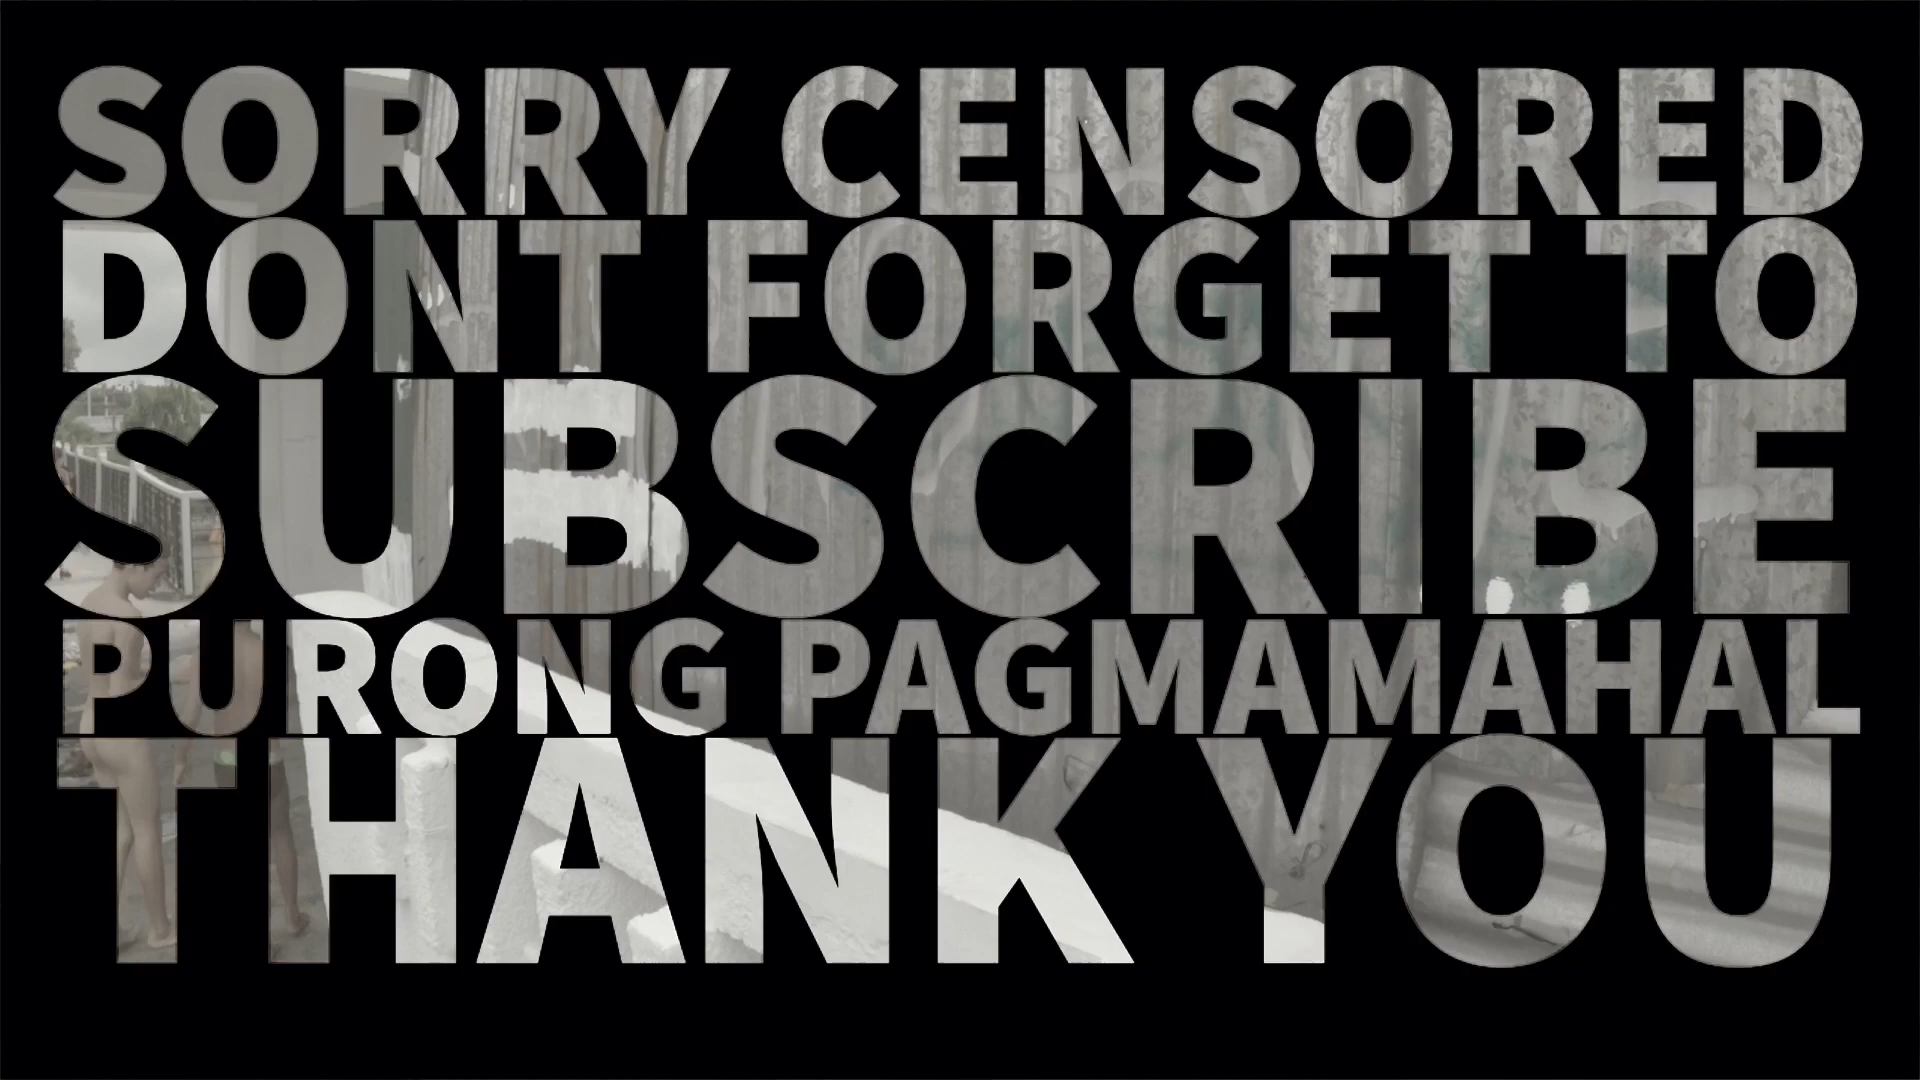 SORRY CENSORED
DONT FORGET TO
SUBSCRIBE
PURONG PAGMAMAHAL
THANK YOU